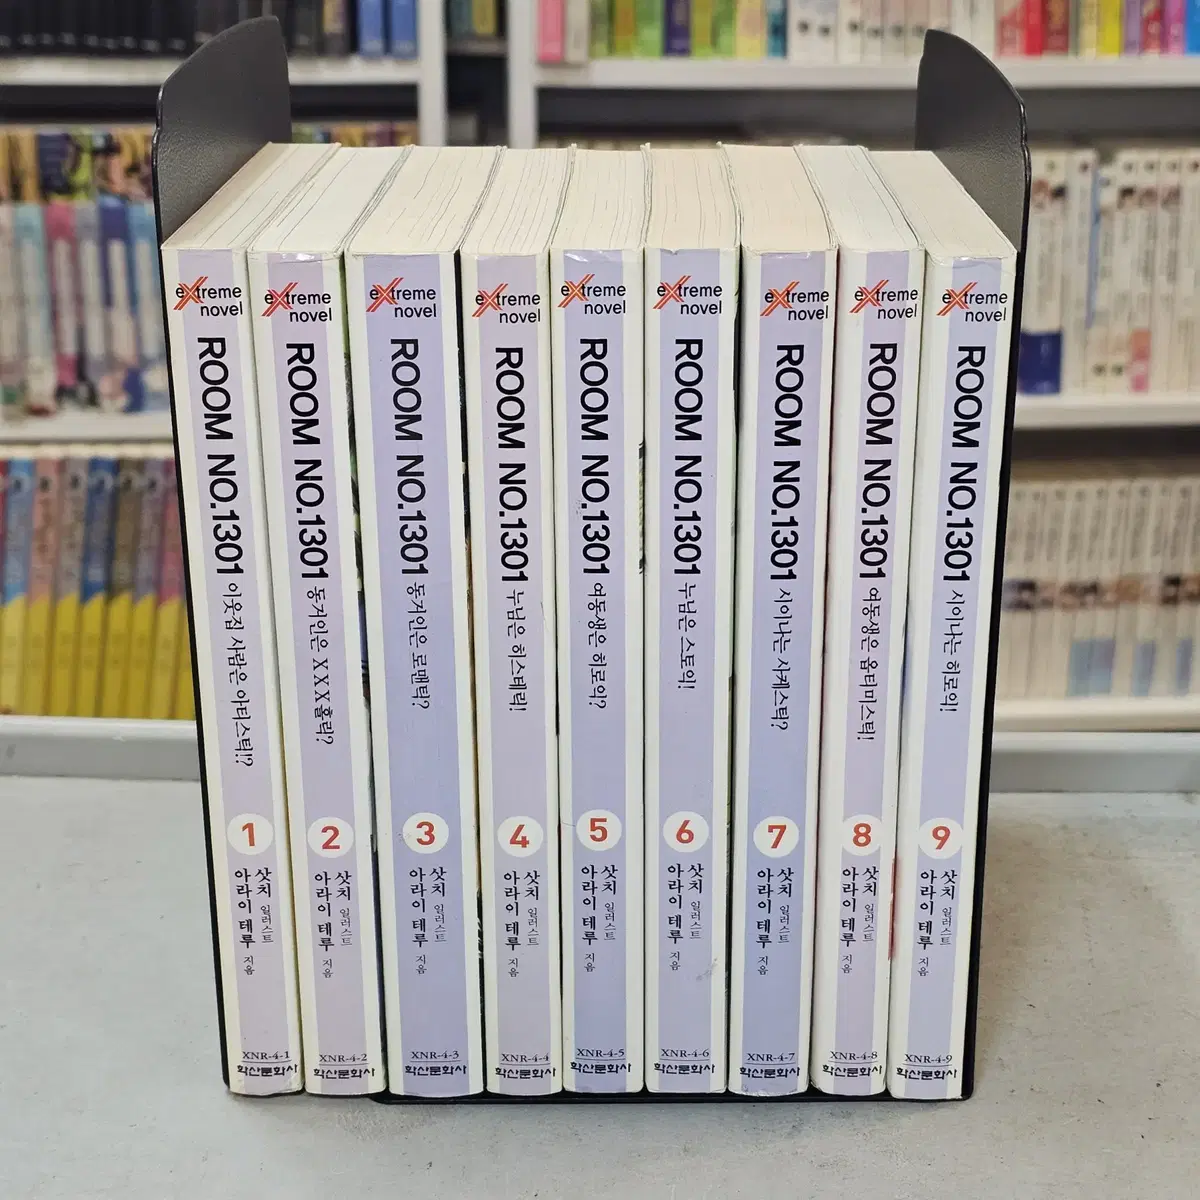 eXtreme
novel
ROOM NO.1301 이웃집 사람은 아티스틱!?
1
삿치 일러스트
아라이 테루 지음
XNR-4-1
학산문화사
eXtreme
novel
ROOM NO.1301 동거인은 XXX홀릭?
2
삿치 일러스트
아라이 테루 지음
XNR-4-2
학산문화사
eXtreme
novel
ROOM NO.1301 동거인은 로맨틱?
3
삿치 일러스트
아라이 테루 지음
XNR-4-3
학산문화사
eXtreme
novel
ROOM NO.1301 누님은 히스테릭!
4
삿치 일러스트
아라이 테루 지음
XNR-4-4
학산문화사
eXtreme
novel
ROOM NO.1301 여동생은 히로익?
5
삿치 일러스트
아라이 테루 지음
XNR-4-5
학산문화사
eXtreme
novel
ROOM NO.1301 누님은 스토익!
6
삿치 일러스트
아라이 테루 지음
XNR-4-6
학산문화사
eXtreme
novel
ROOM NO.1301 시이나는 사케스틱?
7
삿치 일러스트
아라이 테루 지음
XNR-4-7
학산문화사
eXtreme
novel
ROOM NO.1301 여동생은 옵티미스틱!
8
삿치 일러스트
아라이 테루 지음
XNR-4-8
학산문화사
eXtreme
novel
ROOM NO.1301 시이나는 히로익!
9
삿치 일러스트
아라이 테루 지음
XNR-4-9
학산문화사